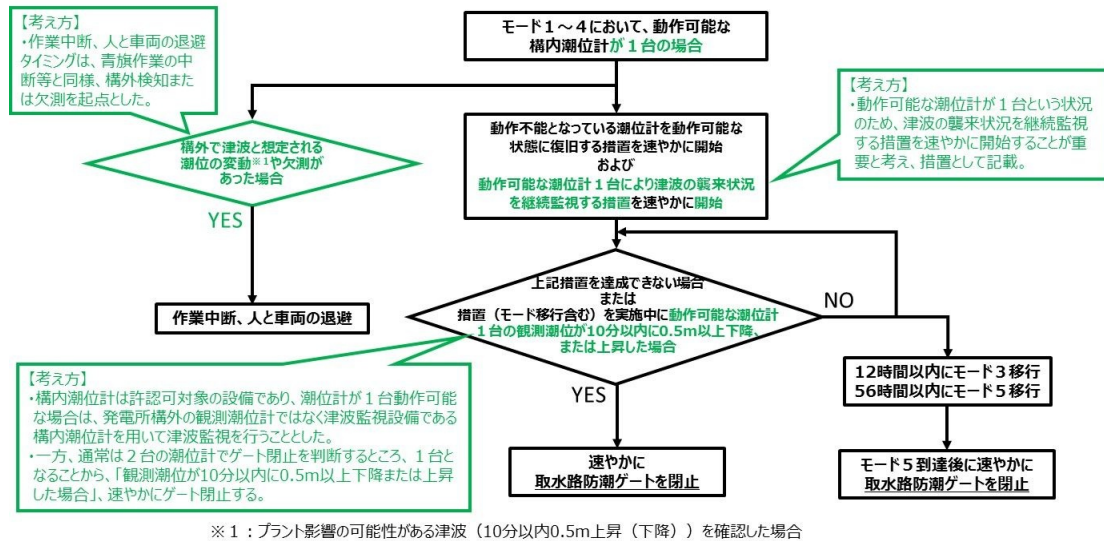 【考え方】
・作業中断、人と車両の退避
タイミングは、青旗作業の中
断等と同様、構外検知また
は欠測を起点とした。
モード１～４において、動作可能な
構内潮位計が１台の場合
【考え方】
・動作可能な潮位計が１台という状況
のため、津波の襲来状況を継続監視
する措置を速やかに開始することが重
要と考え、措置として記載。
構外で津波と想定される
潮位の変動※１や欠測が
あった場合
動作不能となっている潮位計を動作可能な
状態に復旧する措置を速やかに開始
および
動作可能な潮位計１台により津波の襲来状況
を継続監視する措置を速やかに開始
YES
作業中断、人と車両の退避
上記措置を達成できない場合
または
措置（モード移行含む）を実施中に動作可能な潮位計
１台の観測潮位が10分以内に0.5m以上下降、
または上昇した場合
NO
YES
12時間以内にモード３移行
56時間以内にモード５移行
【考え方】
・構内潮位計は許認可対象の設備であり、潮位計が１台動作可能
な場合は、発電所構外の観測潮位計ではなく津波監視設備である
構内潮位計を用いて津波監視を行うこととした。
・一方、通常は２台の潮位計でゲート閉止を判断するところ、１台と
なることから、「観測潮位が10分以内に0.5m以上下降または上昇
した場合」、速やかにゲート閉止する。
速やかに
取水路防潮ゲートを閉止
モード５到達後に速やかに
取水路防潮ゲートを閉止
※１：プラント影響の可能性がある津波（10分以内0.5m上昇（下降））を確認した場合